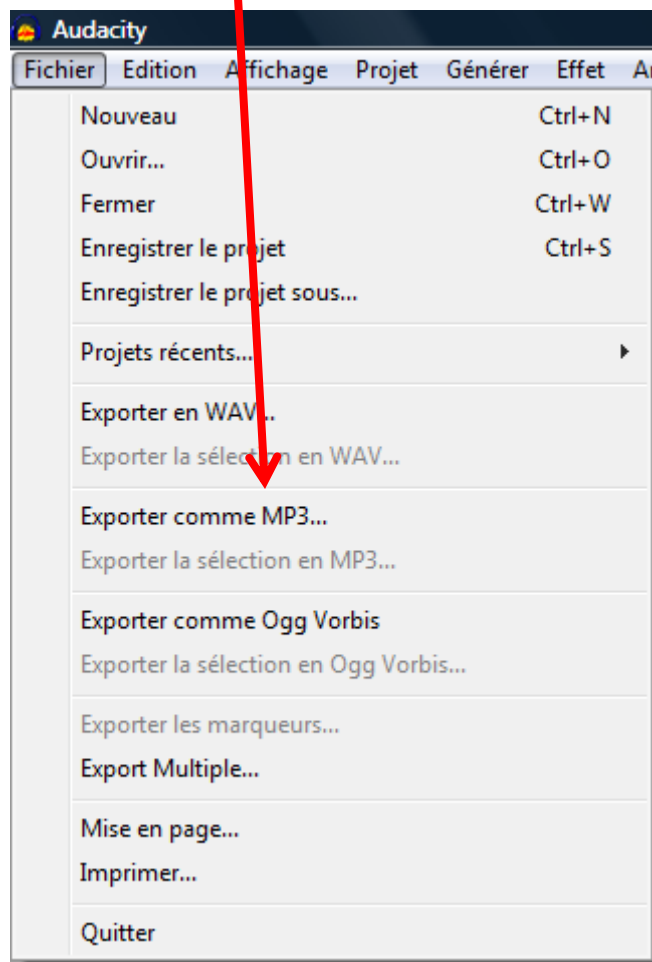 Audacity
Fichier Edition Affichage Projet Générer Effet
Nouveau Ctrl+N
Ouvrir... Ctrl+O
Fermer Ctrl+W
Enregistrer le projet Ctrl+S
Enregistrer le projet sous...
Projets récents...
Exporter en WAV...
Exporter la sélection en WAV...
Exporter comme MP3...
Exporter la sélection en MP3...
Exporter comme Ogg Vorbis
Exporter la sélection en Ogg Vorbis...
Exporter les marqueurs...
Export Multiple...
Mise en page...
Imprimer...
Quitter